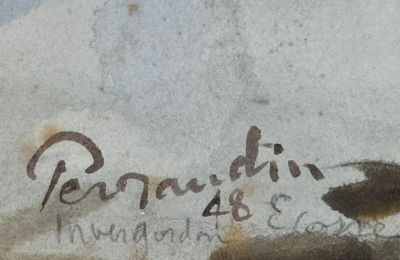 Perraudin
48
Invergordon Ecosse